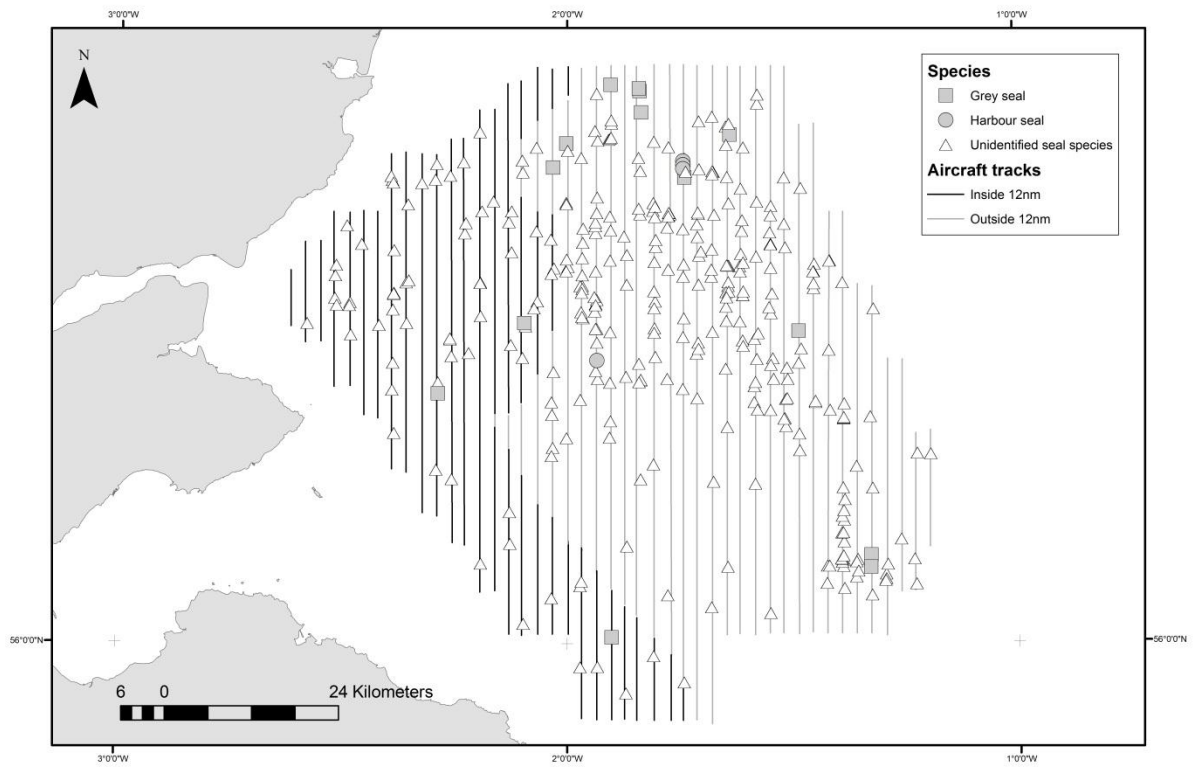 3°0'0"W 2°0'0"W 1°0'0"W
N
Species
Grey seal
Harbour seal
Unidentified seal species
Aircraft tracks
Inside 12nm
Outside 12nm
56°0'0"N 56°0'0"N
6 0 24 Kilometers
3°0'0"W 2°0'0"W 1°0'0"W